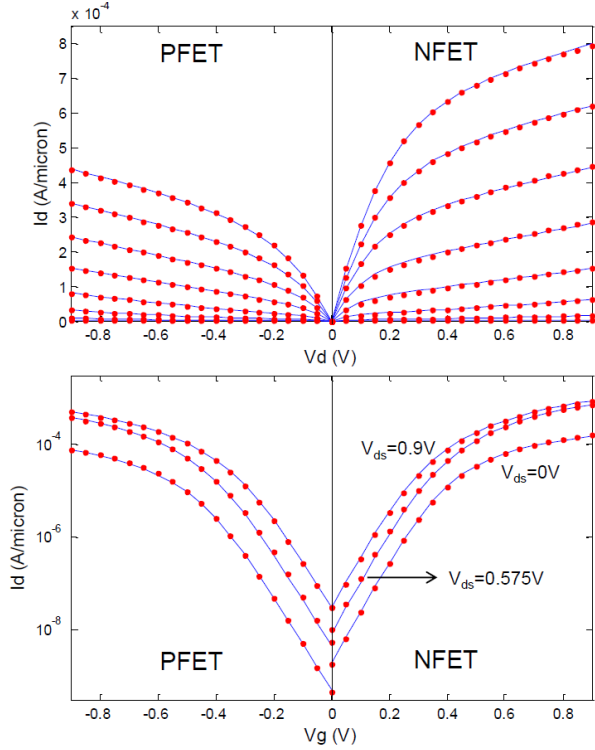 x 10^-4
PFET NFET
8
7
6
5
4
3
2
1
0
Id (A/micron)
-0.8 -0.6 -0.4 -0.2 0 0.2 0.4 0.6 0.8
Vd (V)
10^-4
10^-6
10^-8
Id (A/micron)
V_ds=0.9V
V_ds=0V
V_ds=0.575V
PFET NFET
-0.8 -0.6 -0.4 -0.2 0 0.2 0.4 0.6 0.8
Vg (V)